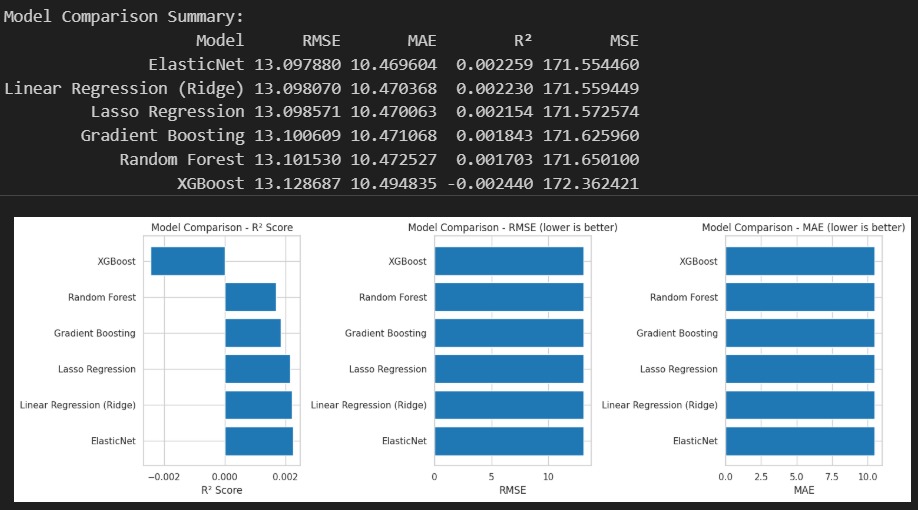 Model Comparison Summary:
Model RMSE MAE R² MSE
ElasticNet 13.097880 10.469604 0.002259 171.554460
Linear Regression (Ridge) 13.098070 10.470368 0.002230 171.559449
Lasso Regression 13.098571 10.470063 0.002154 171.572574
Gradient Boosting 13.100609 10.471068 0.001843 171.625960
Random Forest 13.101530 10.472527 0.001703 171.650100
XGBoost 13.128687 10.494835 -0.002440 172.362421
Model Comparison - R² Score
XGBoost
Random Forest
Gradient Boosting
Lasso Regression
Linear Regression (Ridge)
ElasticNet
−0.002 0.000 0.002
R² Score
Model Comparison - RMSE (lower is better)
XGBoost
Random Forest
Gradient Boosting
Lasso Regression
Linear Regression (Ridge)
ElasticNet
0 5 10
RMSE
Model Comparison - MAE (lower is better)
XGBoost
Random Forest
Gradient Boosting
Lasso Regression
Linear Regression (Ridge)
ElasticNet
0.0 2.5 5.0 7.5 10.0
MAE